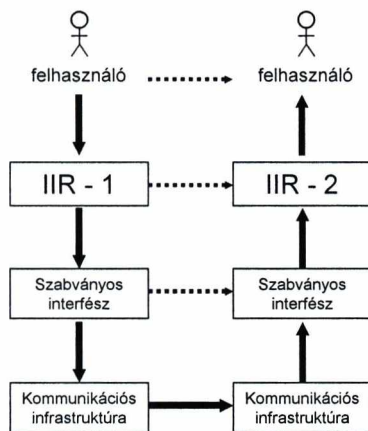 felhasználó felhasználó
IIR - 1 IIR - 2
Szabványos
interfész
Szabványos
interfész
Kommunikációs
infrastruktúra
Kommunikációs
infrastruktúra